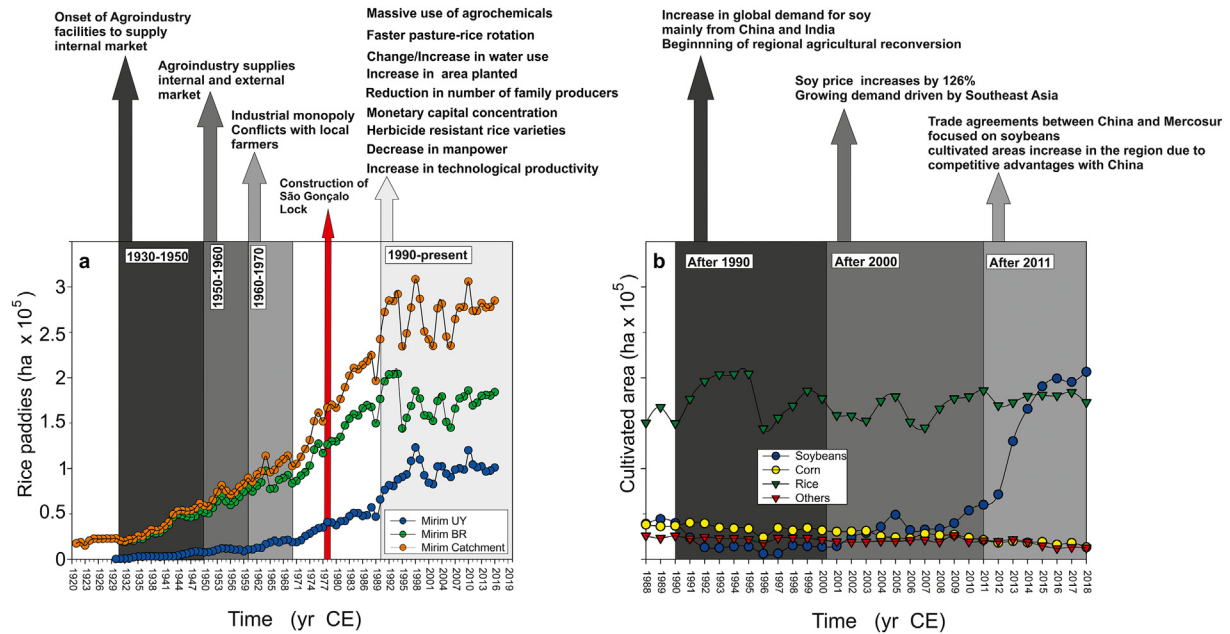 Onset of Agroindustry
facilities to supply
internal market
Agroindustry supplies
internal and external
market
Industrial monopoly
Conflicts with local
farmers
Construction of
São Gonçalo
Lock
Massive use of agrochemicals
Faster pasture-rice rotation
Change/Increase in water use
Increase in area planted
Reduction in number of family producers
Monetary capital concentration
Herbicide resistant rice varieties
Decrease in manpower
Increase in technological productivity
a
1930-1950
1950-1960
1960-1970
1990-present
Rice paddies (ha x 10⁵)
3
2.5
2
1.5
1
0.5
0
Mirim UY
Mirim BR
Mirim Catchment
1920
1923
1926
1929
1935
1938
1941
1944
1947
1950
1953
1956
1959
1962
1965
1968
1971
1974
1977
1980
1983
1986
1989
1992
1995
1998
2001
2004
2007
2010
2013
2016
2019
Time (yr CE)
Increase in global demand for soy
mainly from China and India
Beginnning of regional agricultural reconversion
Soy price increases by 126%
Growing demand driven by Southeast Asia
Trade agreements between China and Mercosur
focused on soybeans
cultivated areas increase in the region due to
competitive advantages with China
b
After 1990
After 2000
After 2011
Cultivated area (ha x 10⁵)
3
2.5
2
1.5
1
0.5
0
Soybeans
Corn
Rice
Others
1988
1989
1990
1991
1992
1993
1994
1995
1996
1997
1998
1999
2000
2001
2002
2003
2004
2005
2006
2007
2008
2009
2010
2011
2012
2013
2014
2015
2016
2017
2018
Time (yr CE)